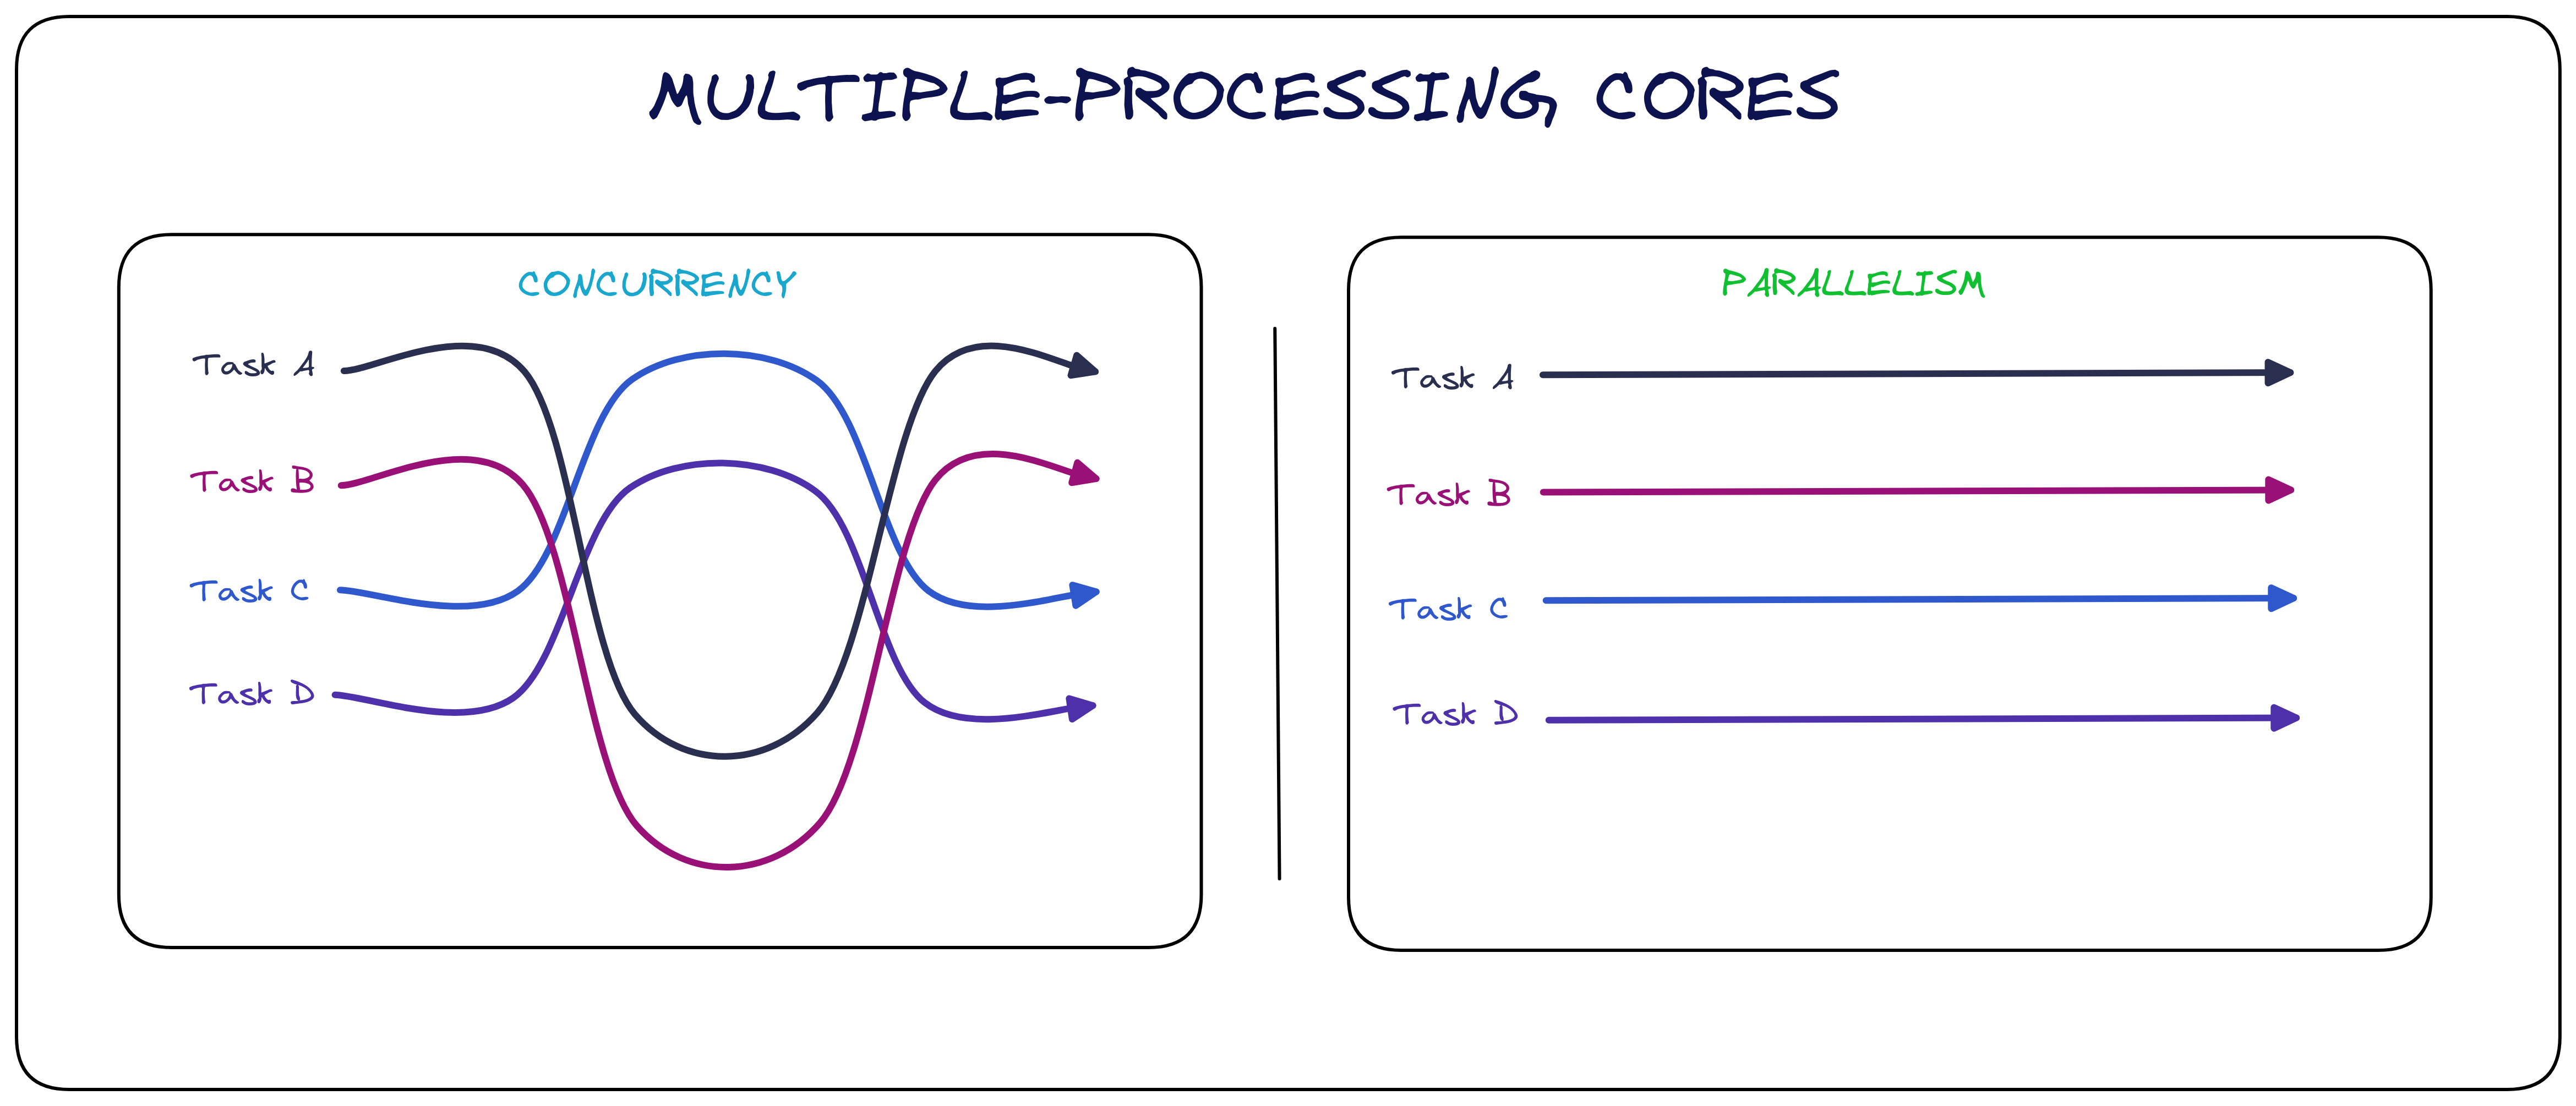 MULTIPLE-PROCESSING CORES
CONCURRENCY
Task A
Task B
Task C
Task D
PARALLELISM
Task A
Task B
Task C
Task D